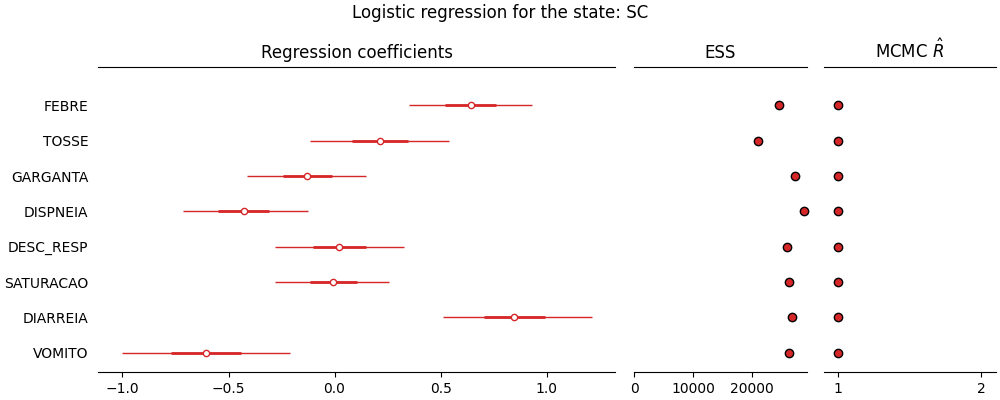 Logistic regression for the state: SC
Regression coefficients
ESS
MCMC R̂
FEBRE
TOSSE
GARGANTA
DISPNEIA
DESC_RESP
SATURACAO
DIARREIA
VOMITO
−1.0 −0.5 0.0 0.5 1.0
0 10000 20000
1 2